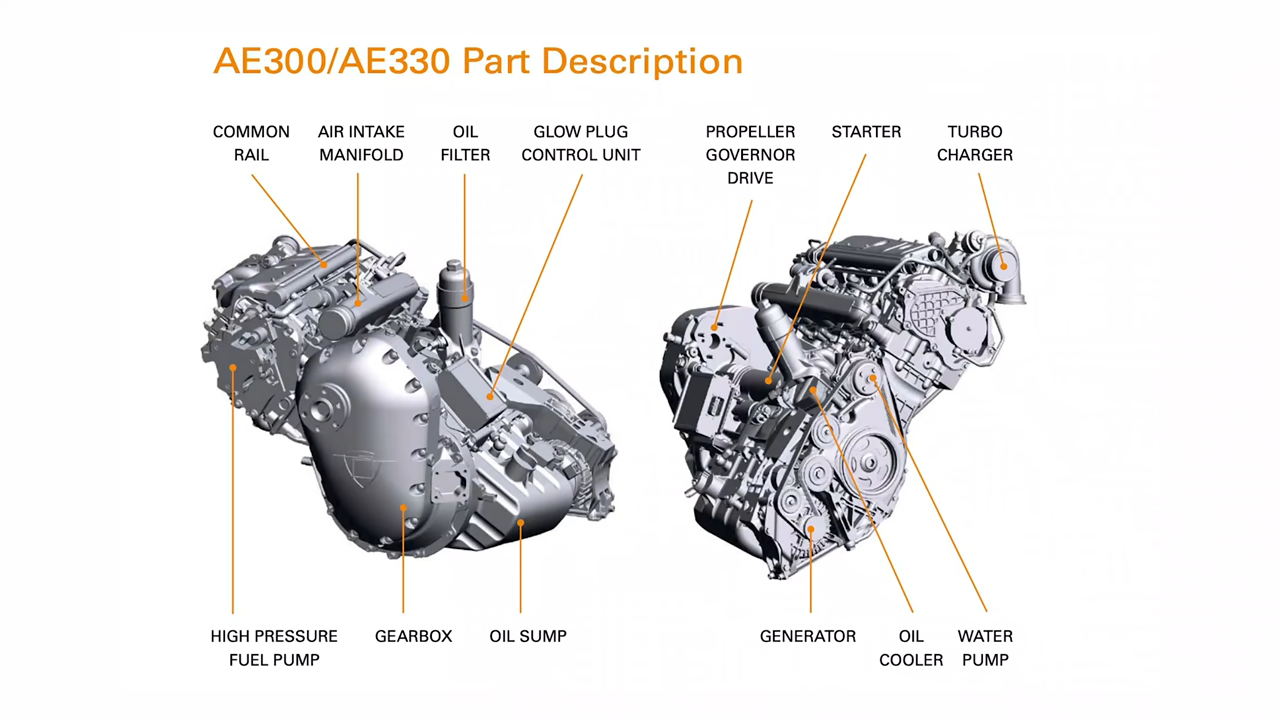 AE300/AE330 Part Description
COMMON
RAIL
AIR INTAKE
MANIFOLD
OIL
FILTER
GLOW PLUG
CONTROL UNIT
PROPELLER
GOVERNOR
DRIVE
STARTER
TURBO
CHARGER
HIGH PRESSURE
FUEL PUMP
GEARBOX
OIL SUMP
GENERATOR
OIL
COOLER
WATER
PUMP